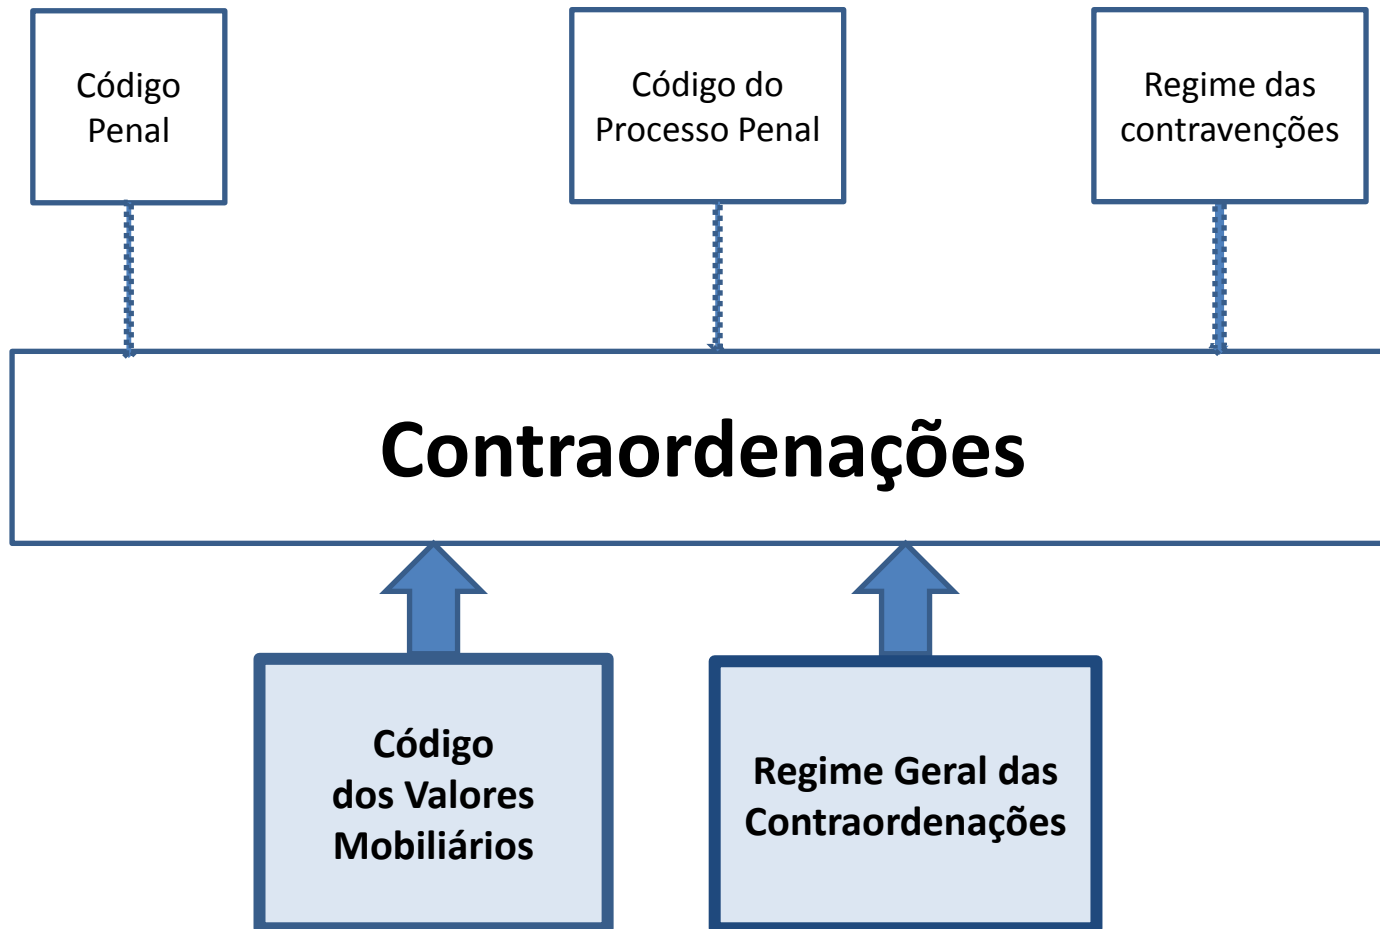 Código
Penal
Código do
Processo Penal
Regime das
contravenções
Contraordenações
Código
dos Valores
Mobiliários
Regime Geral das
Contraordenações